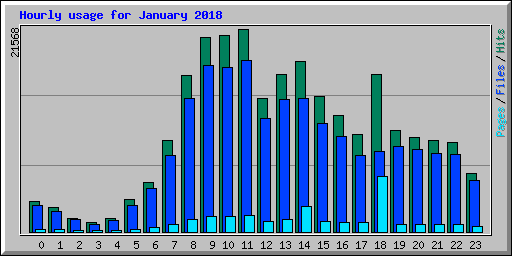 Hourly usage for January 2018
21568
Pages/Files/Hits
0 1 2 3 4 5 6 7 8 9 10 11 12 13 14 15 16 17 18 19 20 21 22 23